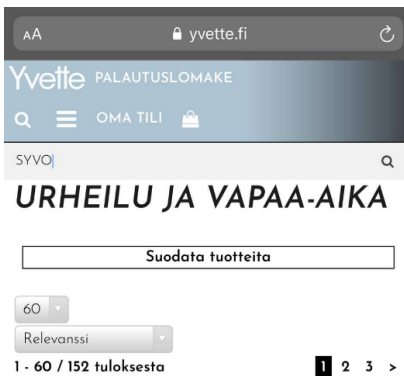 AA yvette.fi
Yvette PALAUTUSLOMAKE
OMA TILI
SYVO
URHEILU JA VAPAA-AIKA
Suodata tuotteita
60
Relevanssi
1 - 60 / 152 tuloksesta 1 2 3 >